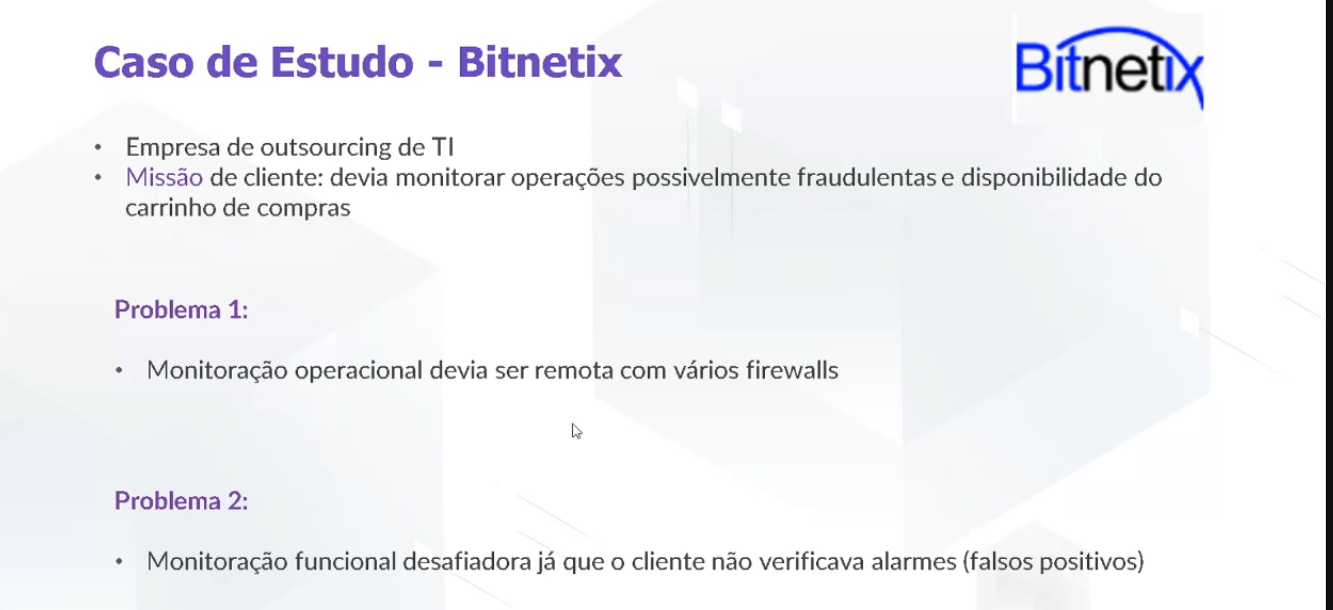 Caso de Estudo - Bitnetix
Bitnetix
• Empresa de outsourcing de TI
• Missão de cliente: devia monitorar operações possivelmente fraudulentas e disponibilidade do
carrinho de compras
Problema 1:
• Monitoração operacional devia ser remota com vários firewalls
Problema 2:
• Monitoração funcional desafiadora já que o cliente não verificava alarmes (falsos positivos)